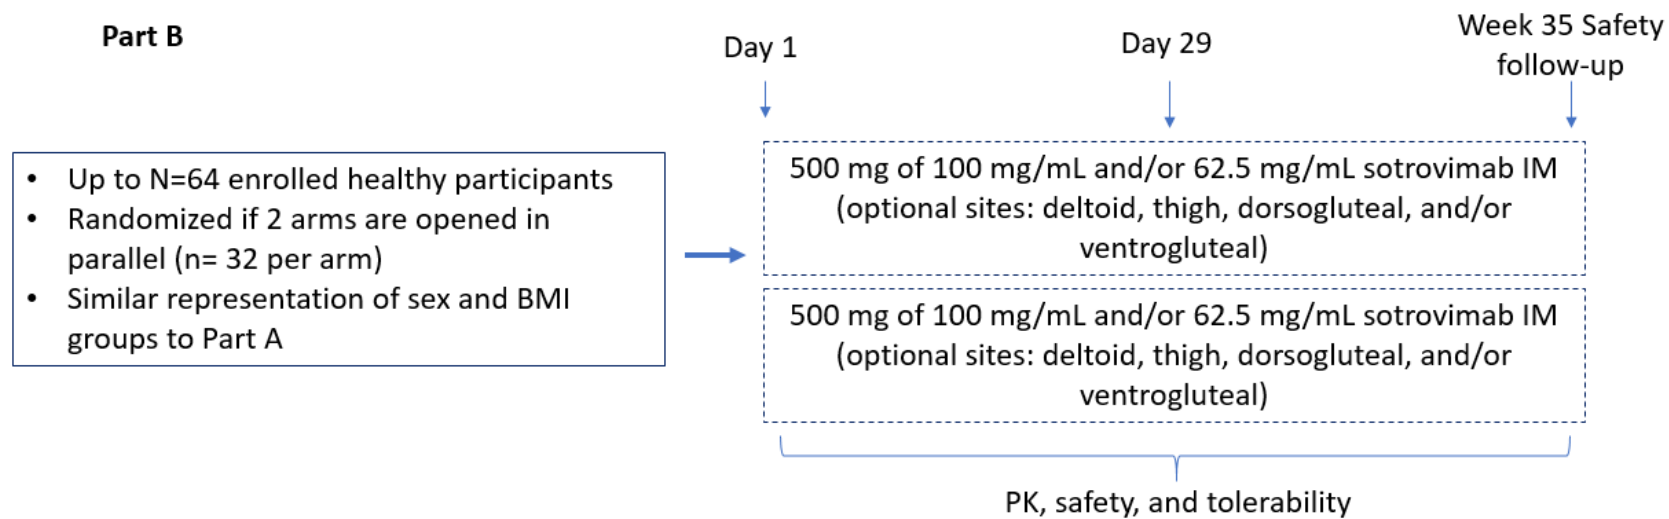 Part B
Day 1
Day 29
Week 35 Safety
follow-up
• Up to N=64 enrolled healthy participants
• Randomized if 2 arms are opened in
parallel (n= 32 per arm)
• Similar representation of sex and BMI
groups to Part A
500 mg of 100 mg/mL and/or 62.5 mg/mL sotrovimab IM
(optional sites: deltoid, thigh, dorsogluteal, and/or
ventrogluteal)
500 mg of 100 mg/mL and/or 62.5 mg/mL sotrovimab IM
(optional sites: deltoid, thigh, dorsogluteal, and/or
ventrogluteal)
PK, safety, and tolerability